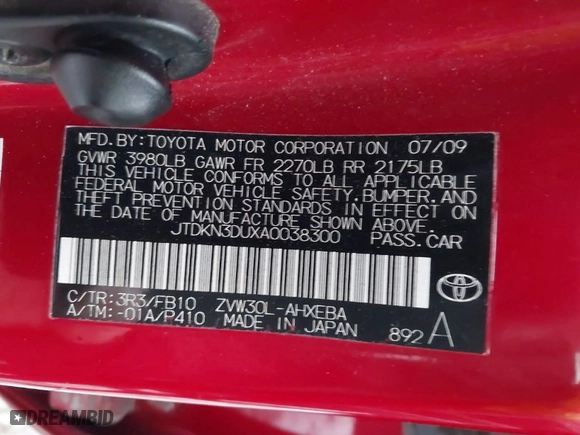 MFD. BY: TOYOTA MOTOR CORPORATION 07/09
GVWR 3980LB GAWR FR 2270LB RR 2175LB
THIS VEHICLE CONFORMS TO ALL APPLICABLE
FEDERAL MOTOR VEHICLE SAFETY, BUMPER, AND
THEFT PREVENTION STANDARDS IN EFFECT ON
THE DATE OF MANUFACTURE SHOWN ABOVE.
JTDKN3DUXA0038300 PASS. CAR
C/TR: 3R3/FB10 ZVW30L-AHXEBA
A/TM: -01A/P410 MADE IN JAPAN 892 A
TOYOTA
DREAMBID